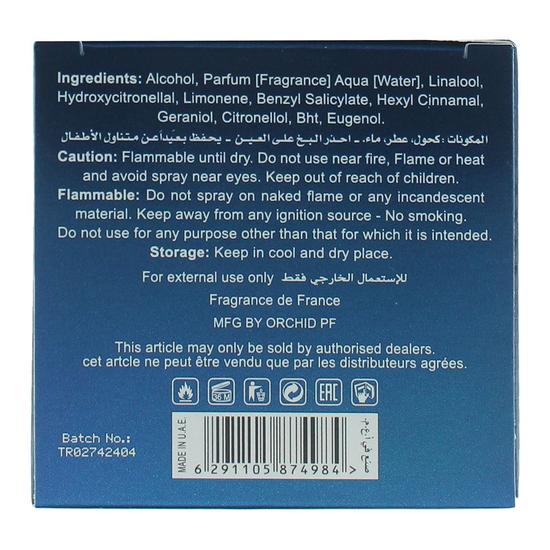 Ingredients: Alcohol, Parfum [Fragrance] Aqua [Water], Linalool,
Hydroxycitronellal, Limonene, Benzyl Salicylate, Hexyl Cinnamal,
Geraniol, Citronellol, Bht, Eugenol.
المكونات : كحول، عطر، ماء. - احذر البخ على العين - يحفظ بعيداً عن متناول الأطفال
Caution: Flammable until dry. Do not use near fire, Flame or heat
and avoid spray near eyes. Keep out of reach of children.
Flammable: Do not spray on naked flame or any incandescent
material. Keep away from any ignition source - No smoking.
Do not use for any purpose other than that for which it is intended.
Storage: Keep in cool and dry place.
For external use only للإستعمال الخارجي فقط
Fragrance de France
MFG BY ORCHID PF
This article may only be sold by authorised dealers.
cet artcle ne peut être vendu que par les distributeurs agrées.
36 M
EAC
Batch No.:
TR02742404
MADE IN U.A.E.
6 291105 874984 >
صنع في أ.ع.م.